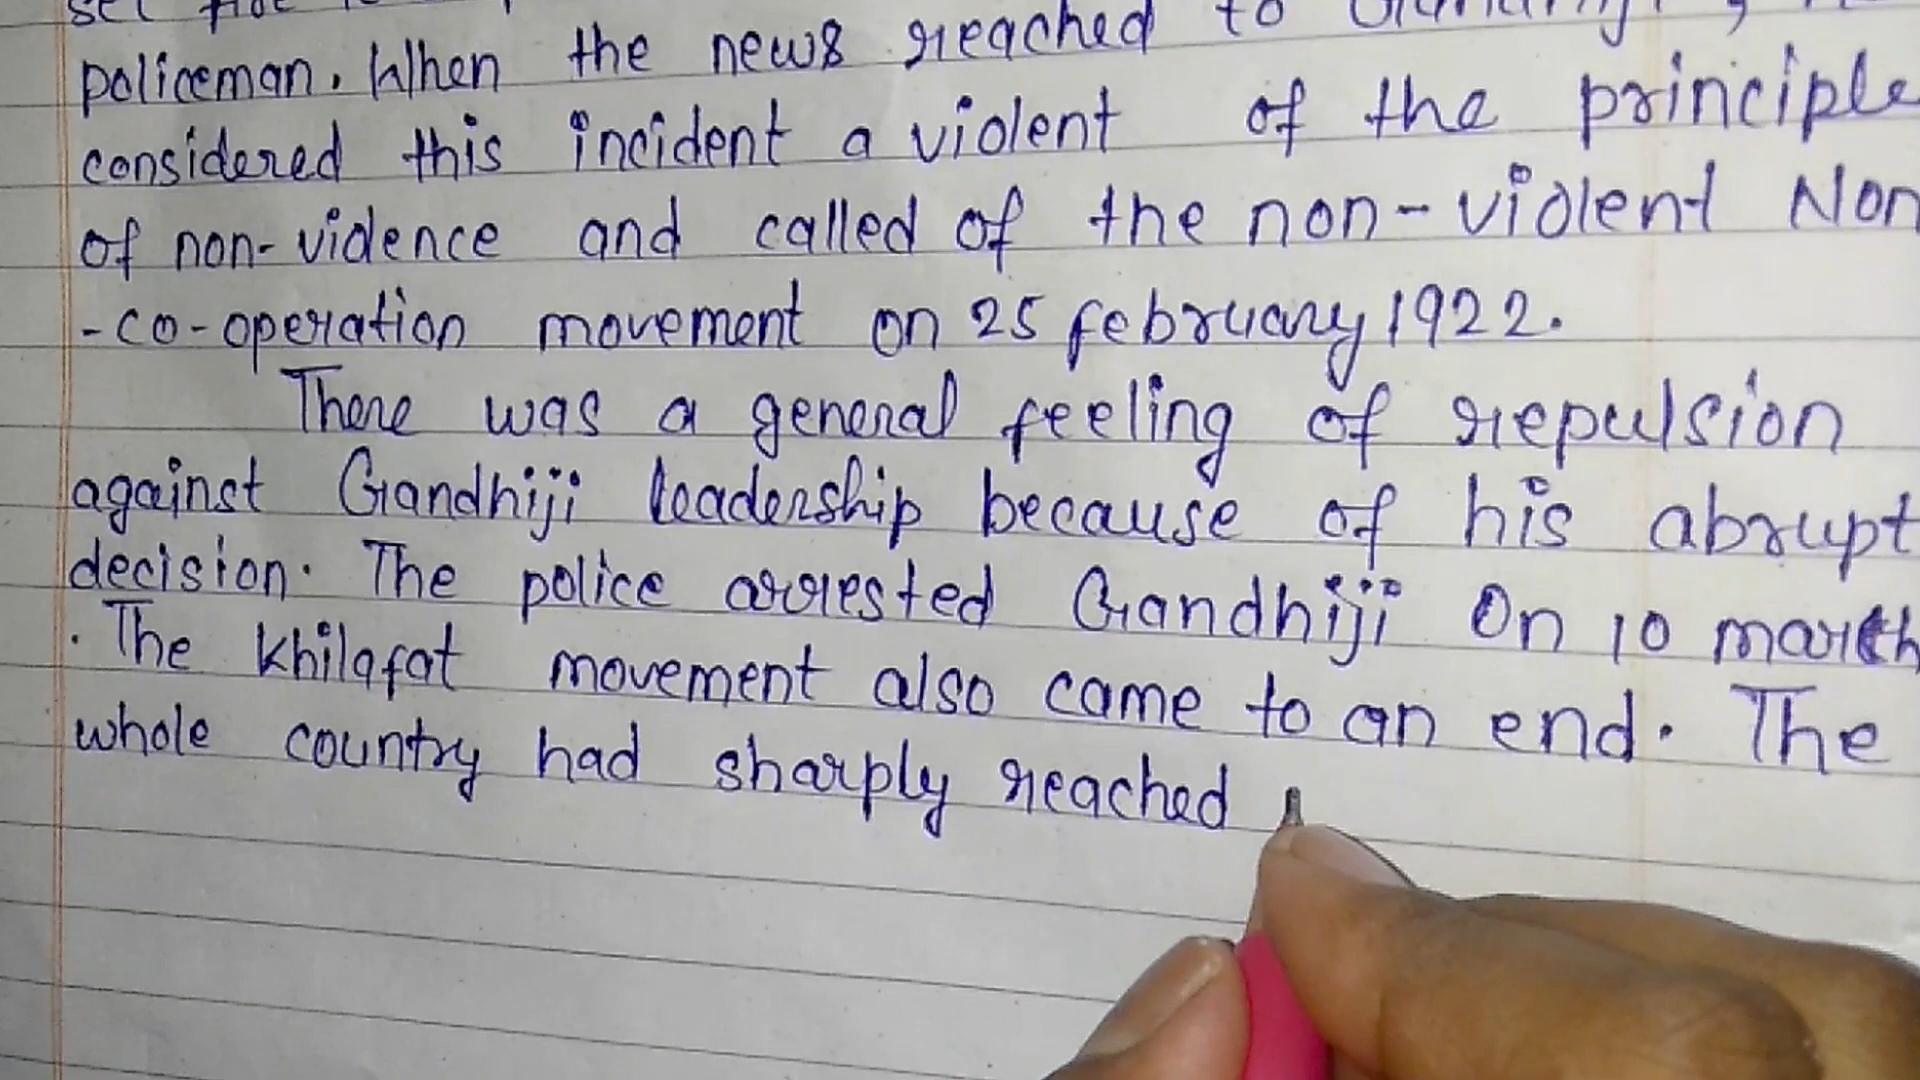 policeman. When the news reached to
considered this incident a violent of the principle
of non-vidence and called of the non-violent Non
-co-operation movement on 25 february 1922.
There was a general feeling of repulsion
against Gandhiji leadership because of his abrupt
decision. The police arrested Gandhiji On 10 march
. The Khilafat movement also came to an end. The
whole country had sharply reached